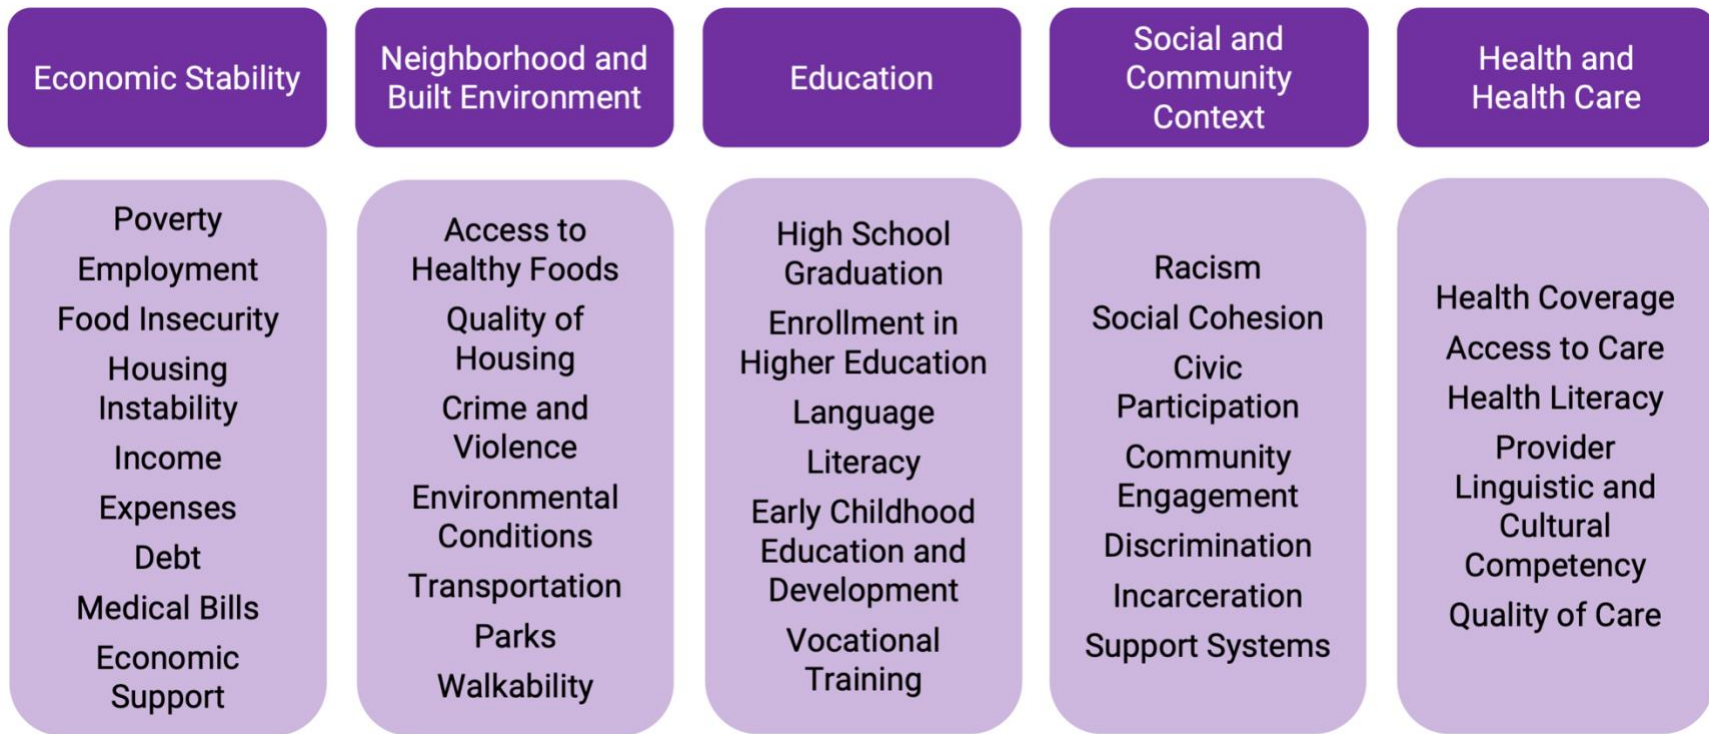 Economic Stability
Neighborhood and
Built Environment
Education
Social and
Community
Context
Health and
Health Care
Poverty
Employment
Food Insecurity
Housing
Instability
Income
Expenses
Debt
Medical Bills
Economic
Support
Access to
Healthy Foods
Quality of
Housing
Crime and
Violence
Environmental
Conditions
Transportation
Parks
Walkability
High School
Graduation
Enrollment in
Higher Education
Language
Literacy
Early Childhood
Education and
Development
Vocational
Training
Racism
Social Cohesion
Civic
Participation
Community
Engagement
Discrimination
Incarceration
Support Systems
Health Coverage
Access to Care
Health Literacy
Provider
Linguistic and
Cultural
Competency
Quality of Care